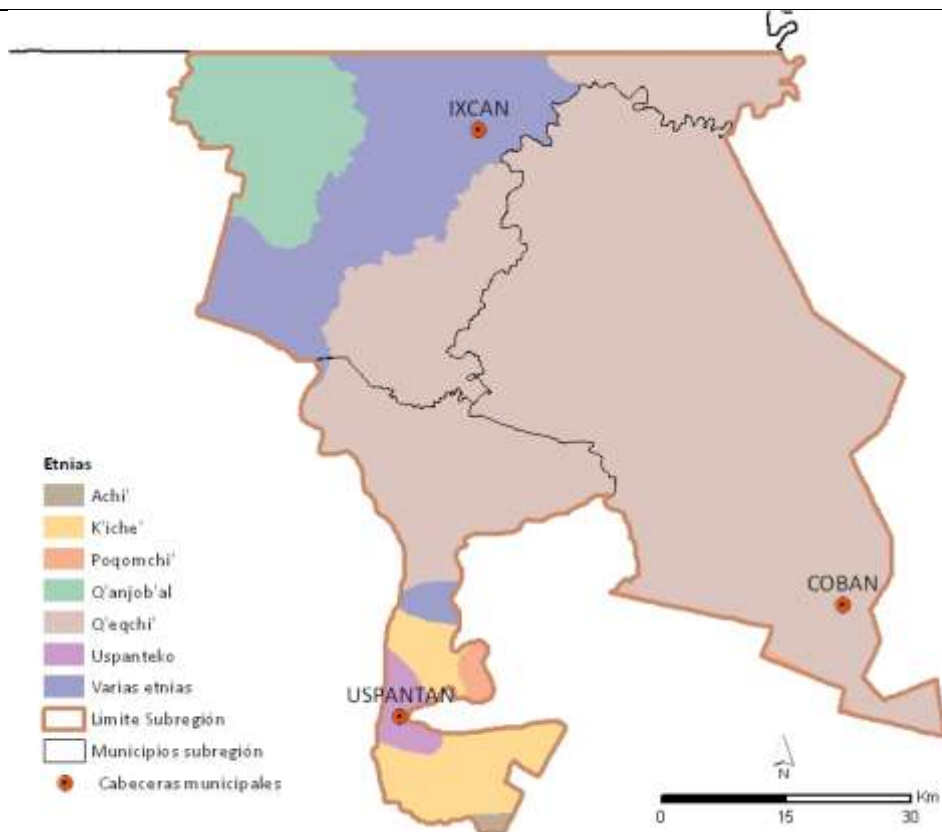 IXCAN
COBAN
USPANTAN
Etnias
Achi'
K'iche'
Poqomchi'
Q'anjob'al
Q'eqchi'
Uspanteko
Varias etnias
Limite Subregión
Municipios subregión
Cabeceras municipales
N
Km
0 15 30